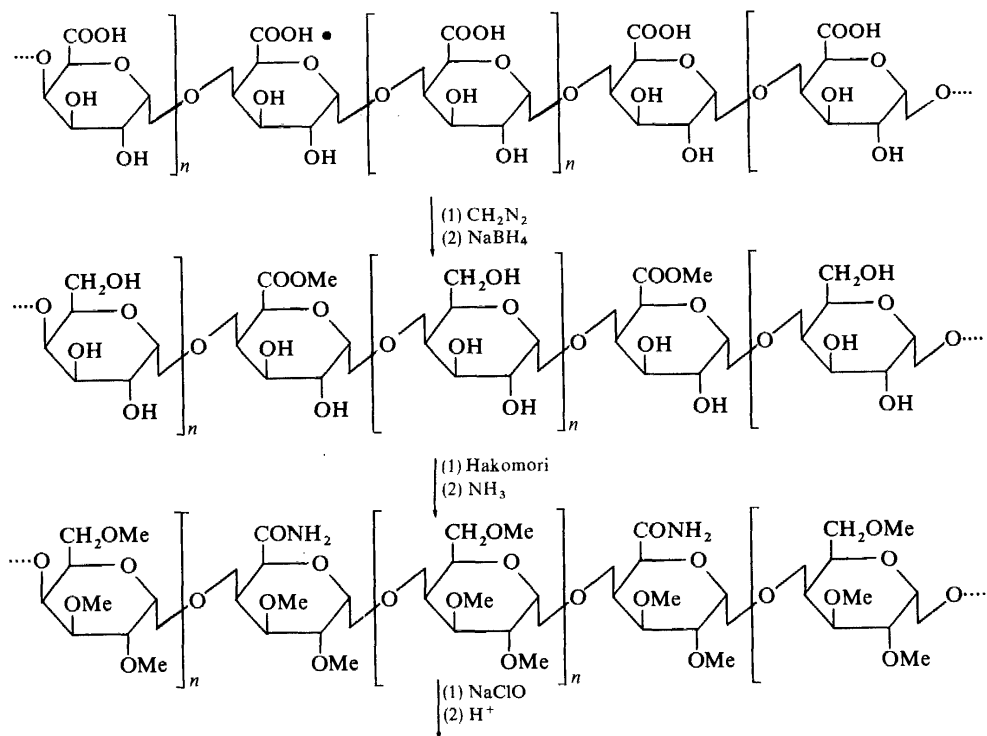 COOH COOH • COOH COOH COOH
····O O O O O O O O O O O····
OH OH OH OH OH
OH OH OH OH OH
n n
(1) CH₂N₂
(2) NaBH₄
CH₂OH COOMe CH₂OH COOMe CH₂OH
····O O O O O O O O O O O····
OH OH OH OH OH
OH OH OH OH OH
n n
(1) Hakomori
(2) NH₃
CH₂OMe CONH₂ CH₂OMe CONH₂ CH₂OMe
····O O O O O O O O O O O····
OMe OMe OMe OMe OMe
OMe OMe OMe OMe OMe
n n
(1) NaClO
(2) H⁺